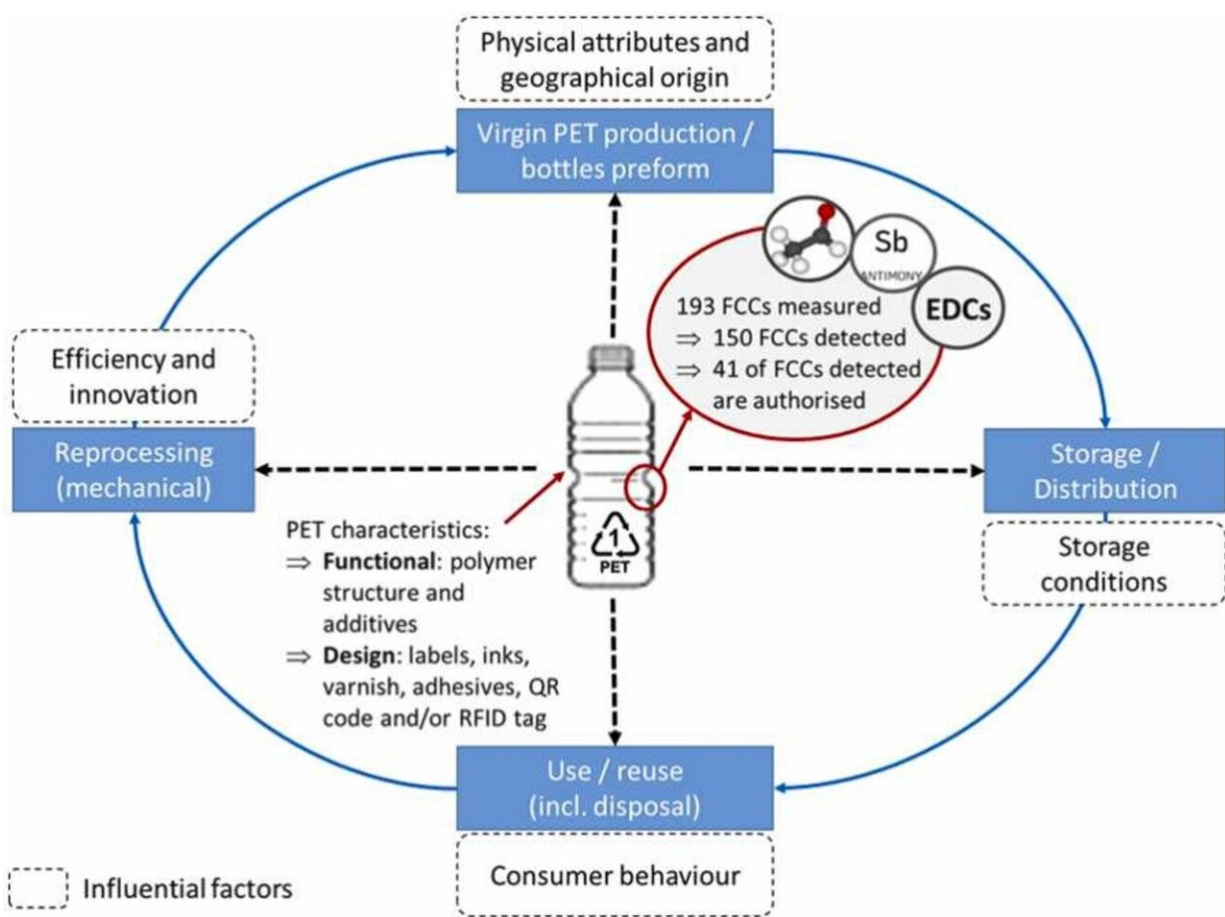 Physical attributes and
geographical origin
Virgin PET production /
bottles preform
Sb
ANTIMONY
EDCs
193 FCCs measured
⇒ 150 FCCs detected
⇒ 41 of FCCs detected
are authorised
Efficiency and
innovation
Reprocessing
(mechanical)
Storage /
Distribution
Storage
conditions
PET characteristics:
⇒ Functional: polymer
structure and
additives
⇒ Design: labels, inks,
varnish, adhesives, QR
code and/or RFID tag
1
PET
Use / reuse
(incl. disposal)
Consumer behaviour
Influential factors